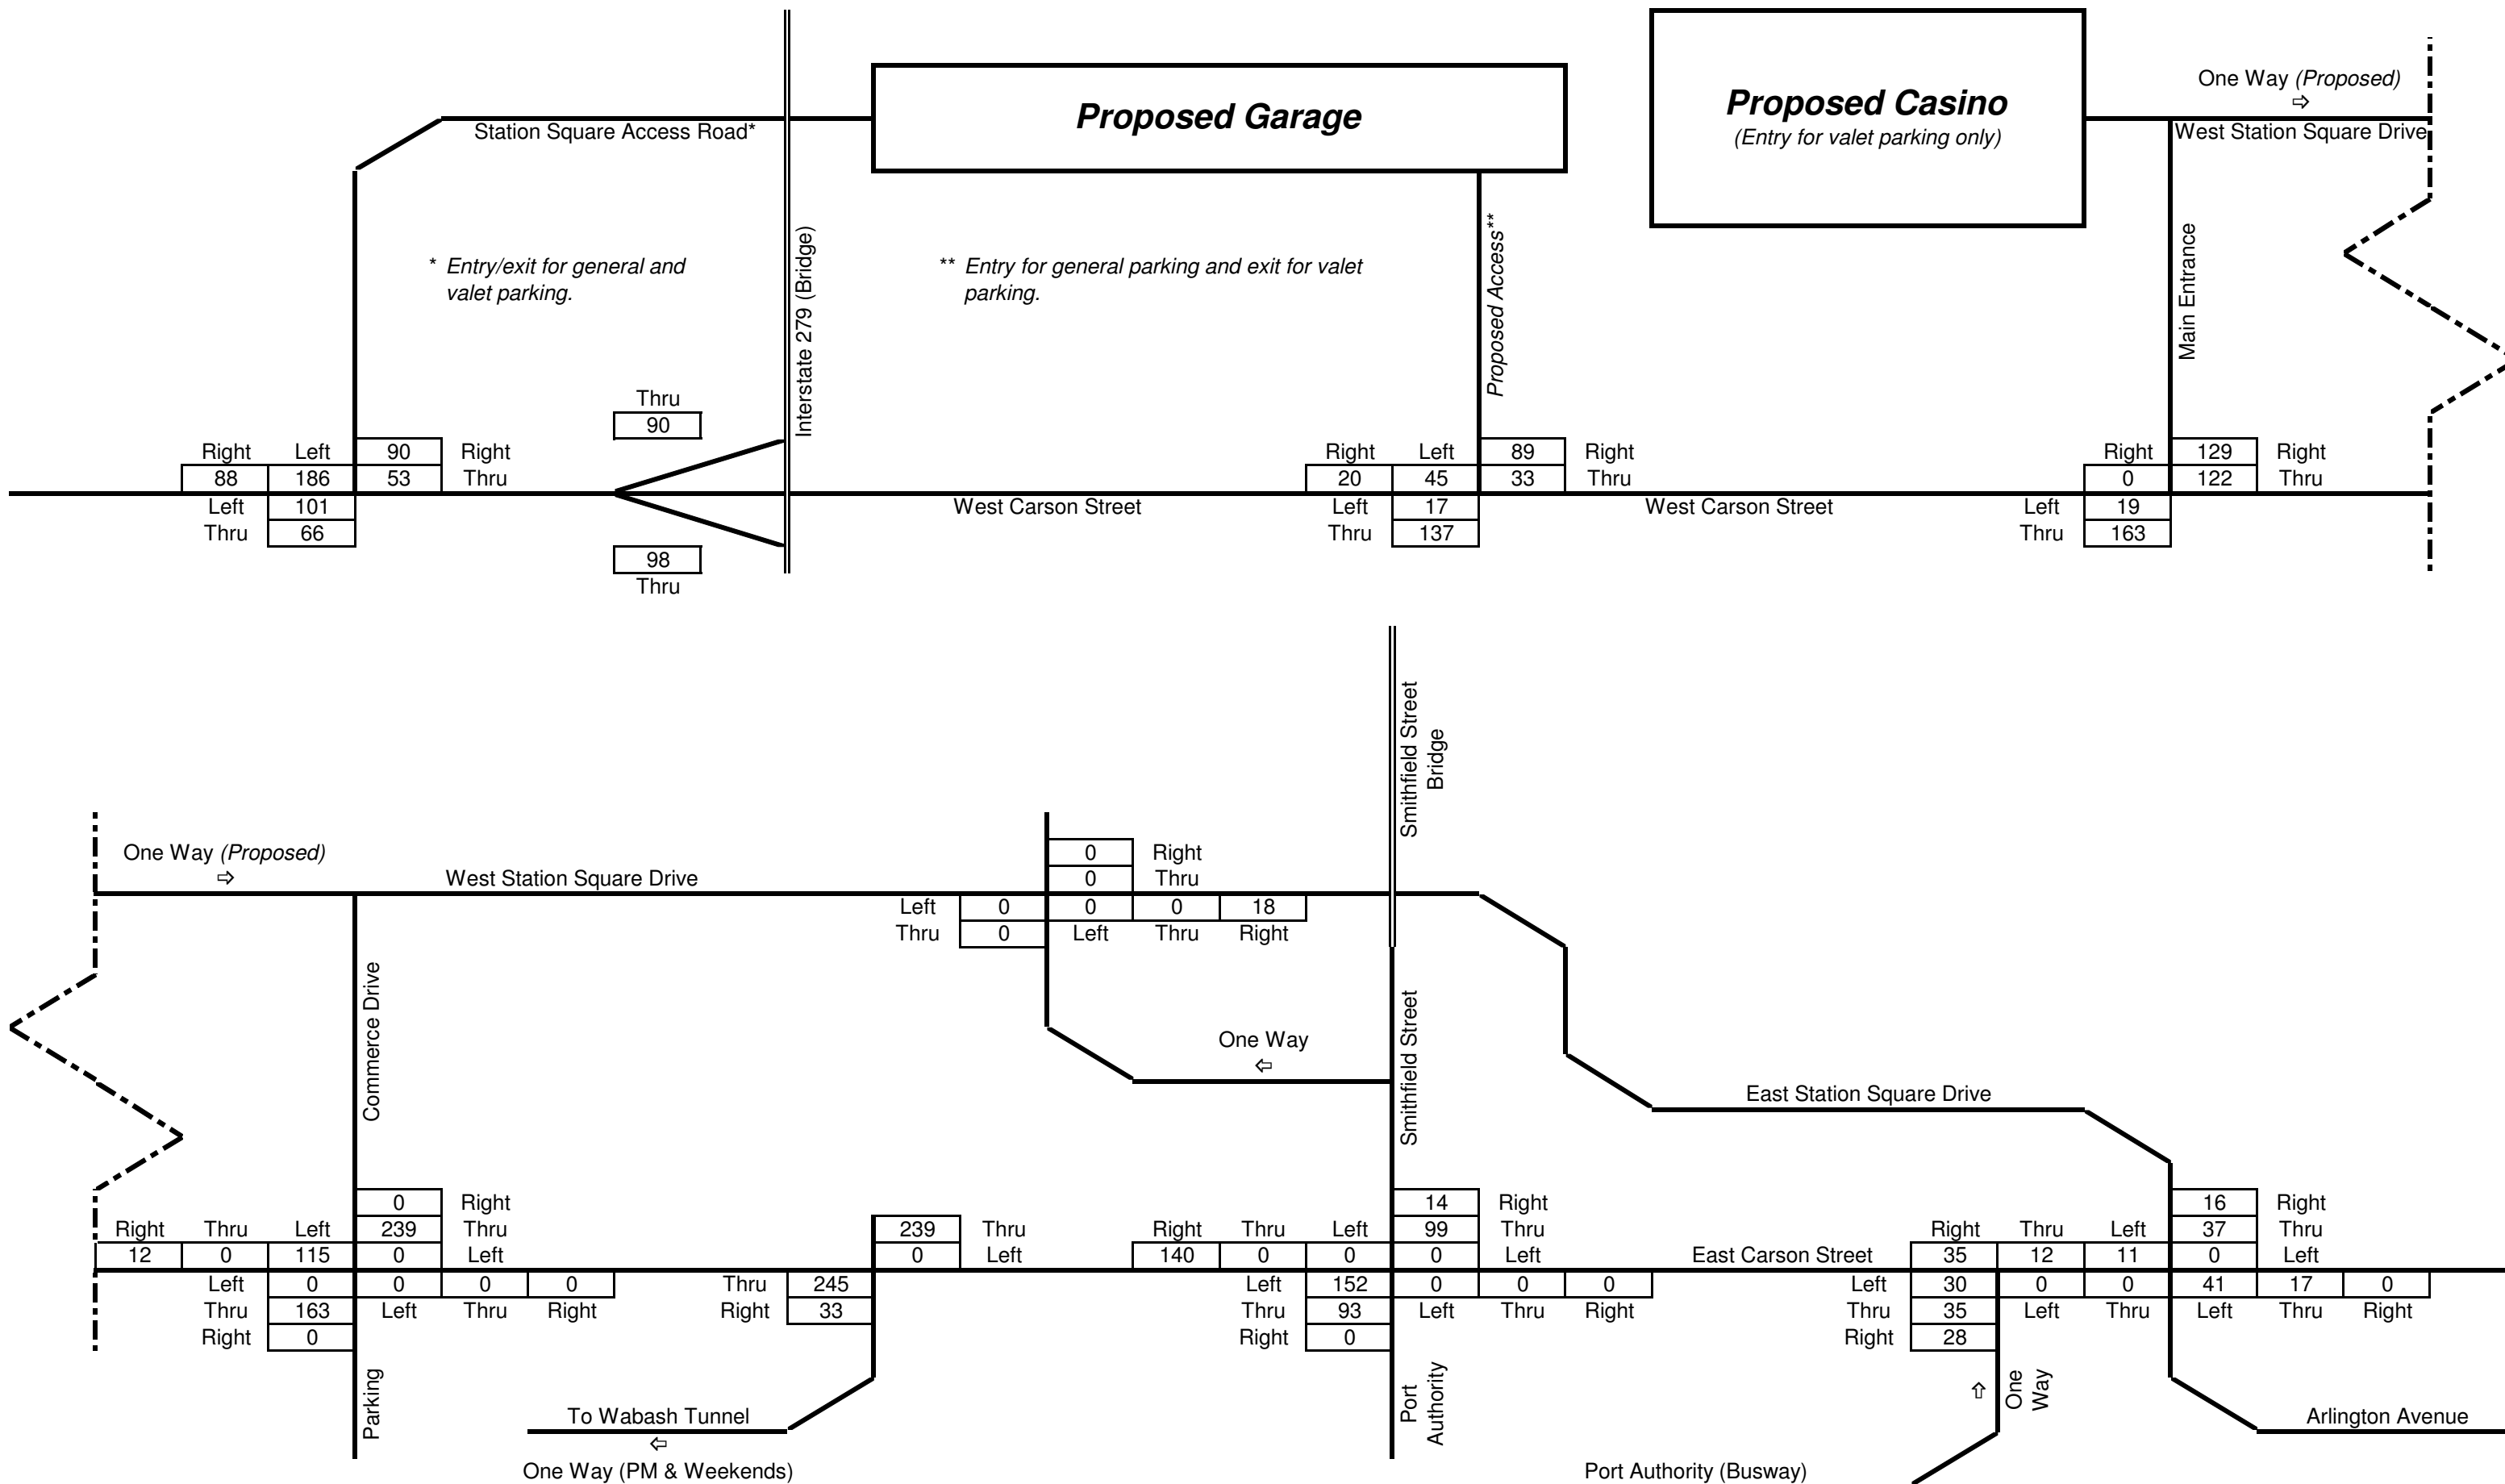 One Way (Proposed)
⇨
Proposed Garage
Proposed Casino
(Entry for valet parking only)
Station Square Access Road*
West Station Square Drive
* Entry/exit for general and
valet parking.
Interstate 279 (Bridge)
** Entry for general parking and exit for valet
parking.
Proposed Access**
Main Entrance
Thru
90
Right Left 90 Right
88 186 53 Thru
Left 101
Thru 66
98
Thru
West Carson Street
Right Left 89 Right
20 45 33 Thru
Left 17
Thru 137
West Carson Street
Right 129 Right
0 122 Thru
Left 19
Thru 163
Smithfield Street
Bridge
One Way (Proposed)
⇨
West Station Square Drive
0 Right
0 Thru
Left 0 0 0 18
Thru 0 Left Thru Right
Commerce Drive
One Way
⇦
Smithfield Street
East Station Square Drive
0 Right
Right Thru Left 239 Thru
12 0 115 0 Left
Left 0 0 0 0
Thru 163 Left Thru Right
Right 0
Parking
239 Thru
0 Left
Thru 245
Right 33
To Wabash Tunnel
⇦
One Way (PM & Weekends)
14 Right
Right Thru Left 99 Thru
140 0 0 0 Left
Left 152 0 0 0
Thru 93 Left Thru Right
Right 0
Port
Authority
East Carson Street
16 Right
Right Thru Left 37 Thru
35 12 11 0 Left
Left 30 0 0 41 17 0
Thru 35 Left Thru Left Thru Right
Right 28
⇧
One
Way
Arlington Avenue
Port Authority (Busway)